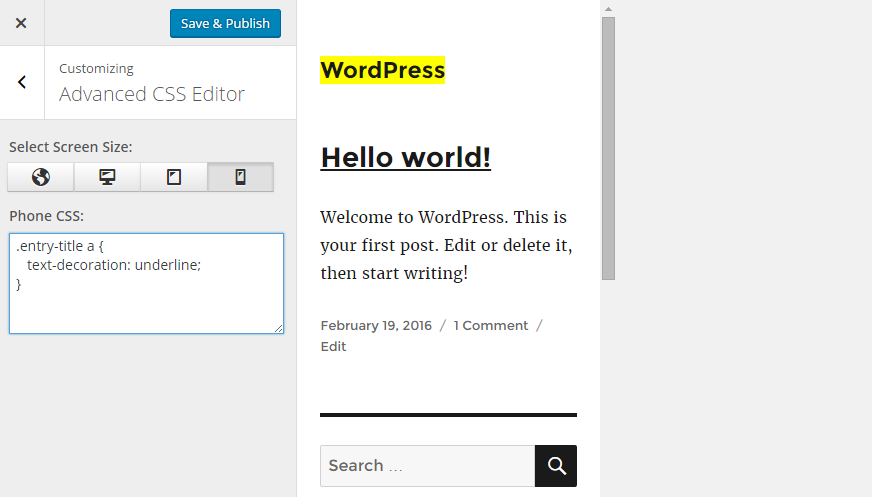 Save & Publish
Customizing
Advanced CSS Editor
Select Screen Size:
Phone CSS:
.entry-title a {
text-decoration: underline;
}
WordPress
Hello world!
Welcome to WordPress. This is
your first post. Edit or delete it,
then start writing!
February 19, 2016 / 1 Comment /
Edit
Search …